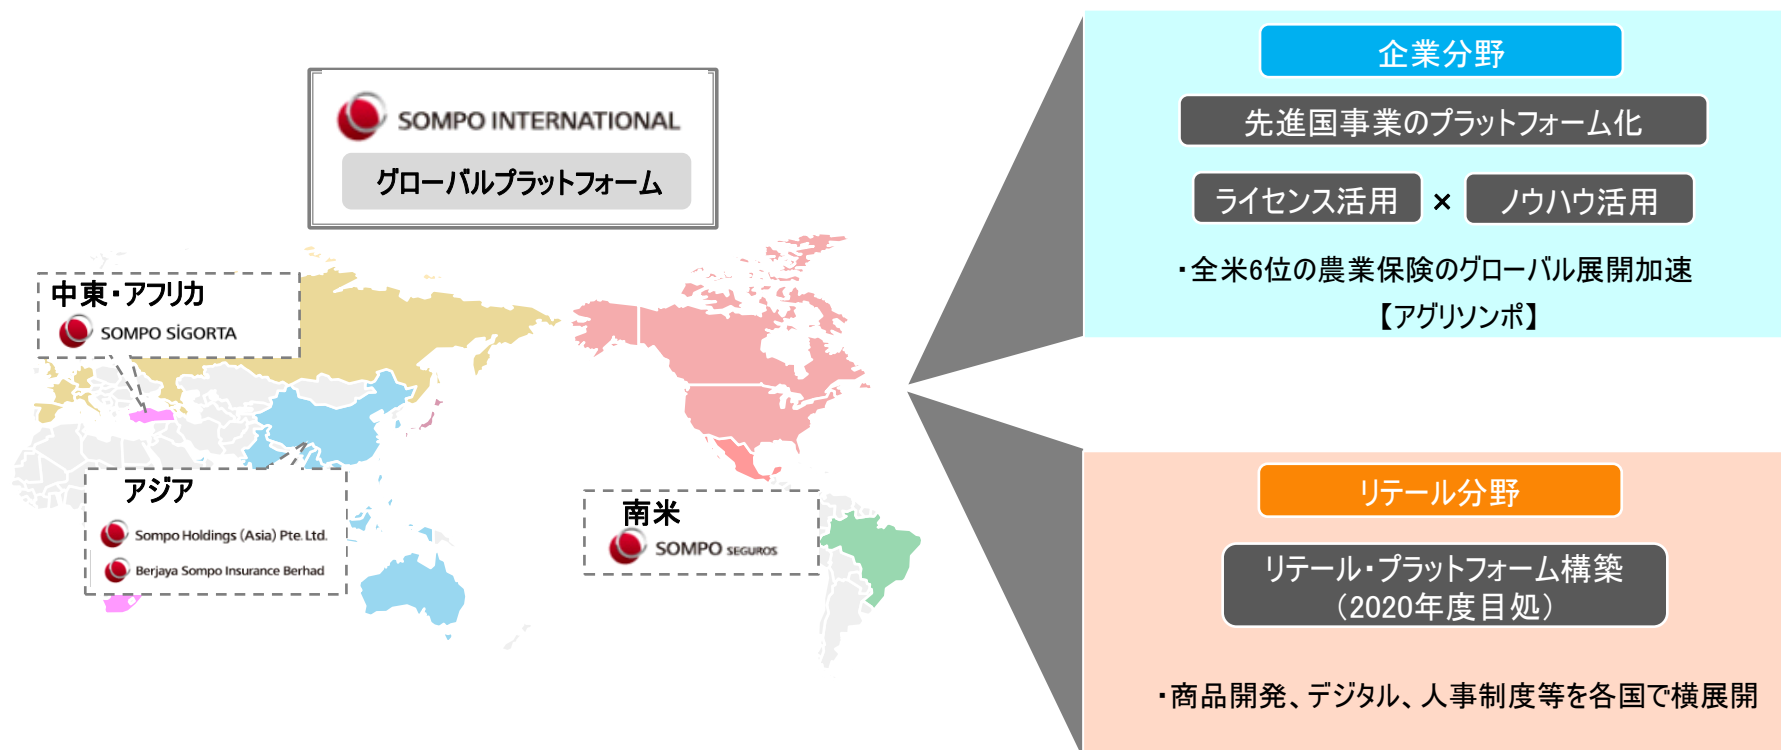 SOMPO INTERNATIONAL
グローバルプラットフォーム
中東・アフリカ
SOMPO SİGORTA
アジア
Sompo Holdings (Asia) Pte. Ltd.
Berjaya Sompo Insurance Berhad
南米
SOMPO SEGUROS
企業分野
先進国事業のプラットフォーム化
ライセンス活用 × ノウハウ活用
・全米6位の農業保険のグローバル展開加速
【アグリソンポ】
リテール分野
リテール・プラットフォーム構築
（2020年度目処）
・商品開発、デジタル、人事制度等を各国で横展開